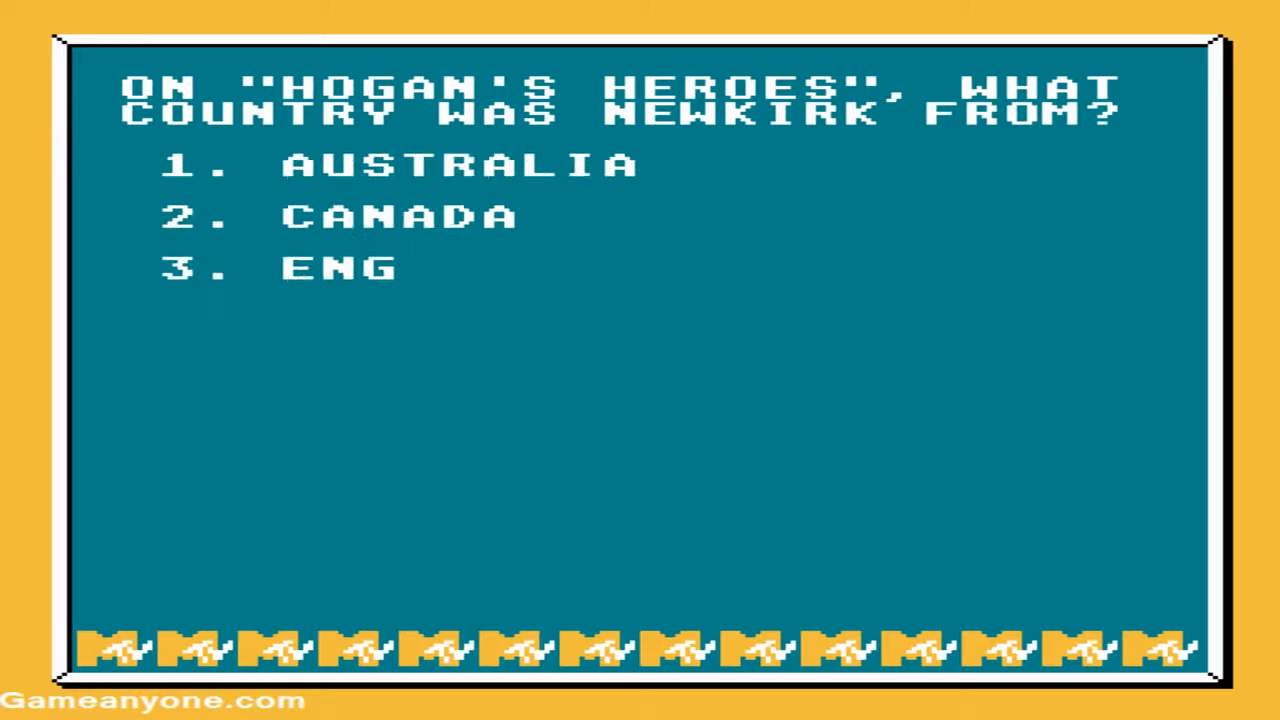 ON "HOGAN'S HEROES", WHAT
COUNTRY WAS NEWKIRK FROM?
1. AUSTRALIA
2. CANADA
3. ENG
Gameanyone.com